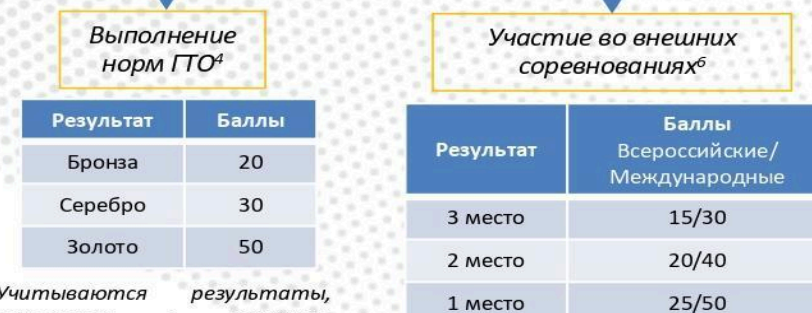 Выполнение
норм ГТО⁴
Результат Баллы
Бронза 20
Серебро 30
Золото 50
Учитываются результаты,
Участие во внешних
соревнованиях⁶
Результат Баллы
Всероссийские/
Международные
3 место 15/30
2 место 20/40
1 место 25/50